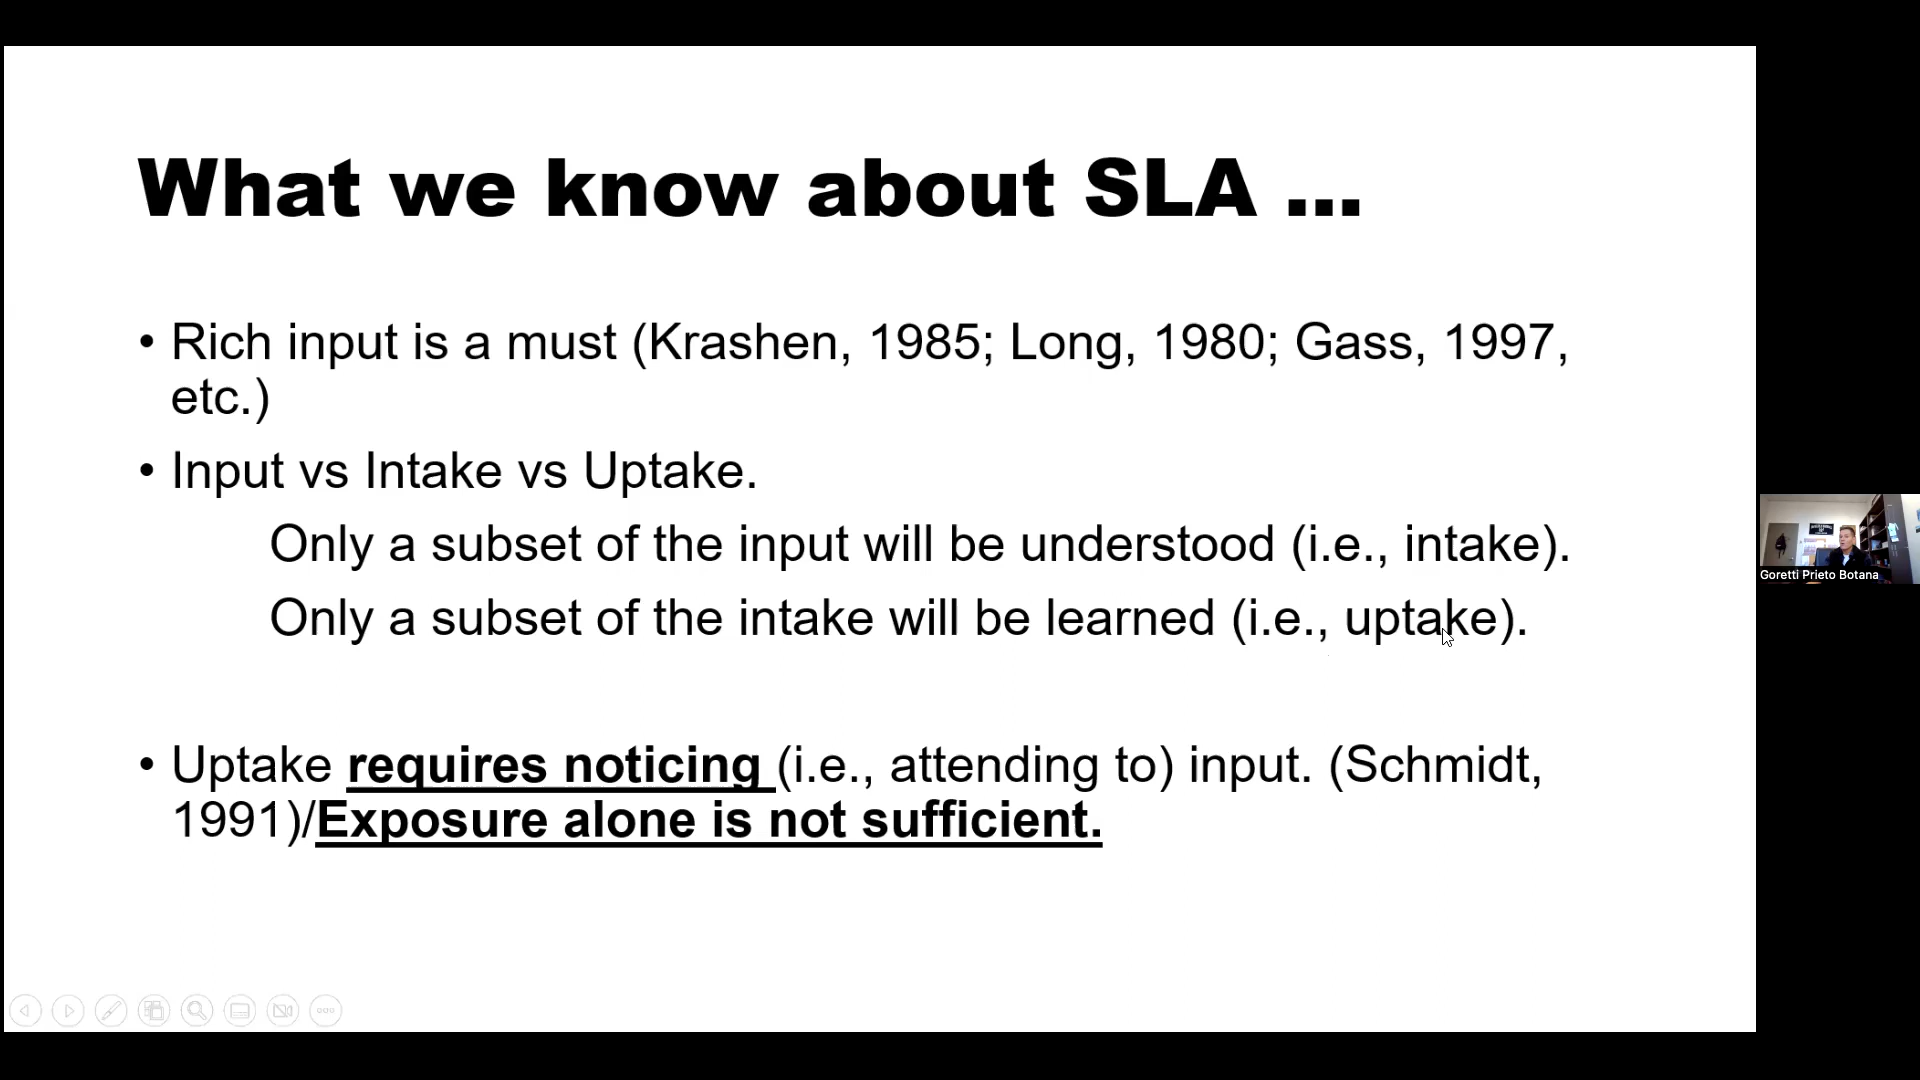 What we know about SLA ...
• Rich input is a must (Krashen, 1985; Long, 1980; Gass, 1997,
etc.)
• Input vs Intake vs Uptake.
Only a subset of the input will be understood (i.e., intake).
Only a subset of the intake will be learned (i.e., uptake).
• Uptake requires noticing (i.e., attending to) input. (Schmidt,
1991)/Exposure alone is not sufficient.
Goretti Prieto Botana